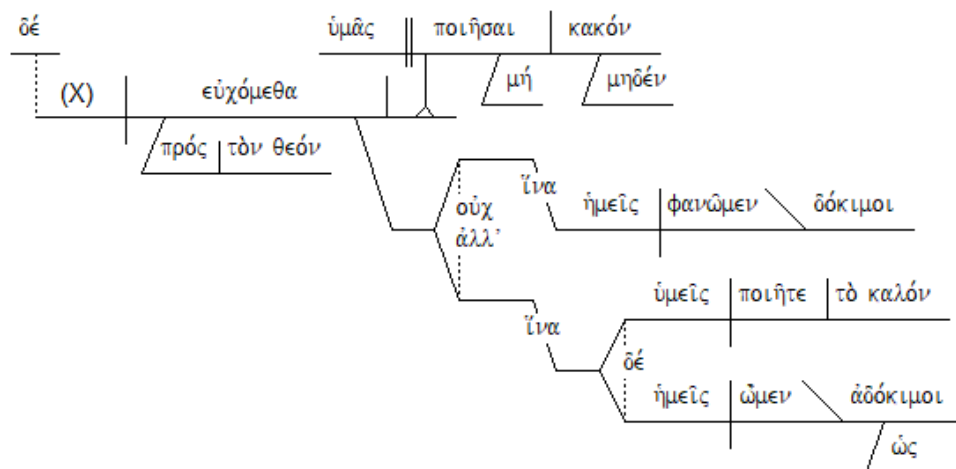 δέ
ὑμᾶς ποιῆσαι κακόν
μή μηδέν
(X) εὐχόμεθα
πρός τὸν θεόν
ἵνα
οὐχ
ἀλλ’
ἡμεῖς φανῶμεν δόκιμοι
ἵνα
ὑμεῖς ποιῆτε τὸ καλόν
δέ
ἡμεῖς ὦμεν ἀδόκιμοι
ὡς